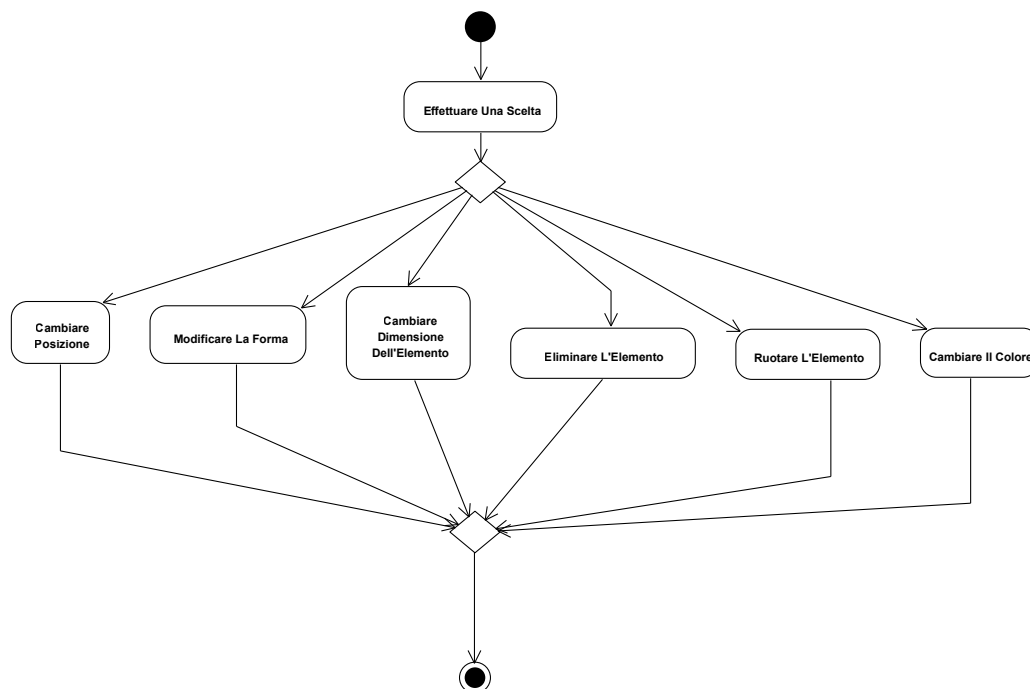 Effettuare Una Scelta
Cambiare
Posizione
Modificare La Forma
Cambiare
Dimensione
Dell'Elemento
Eliminare L'Elemento
Ruotare L'Elemento
Cambiare Il Colore